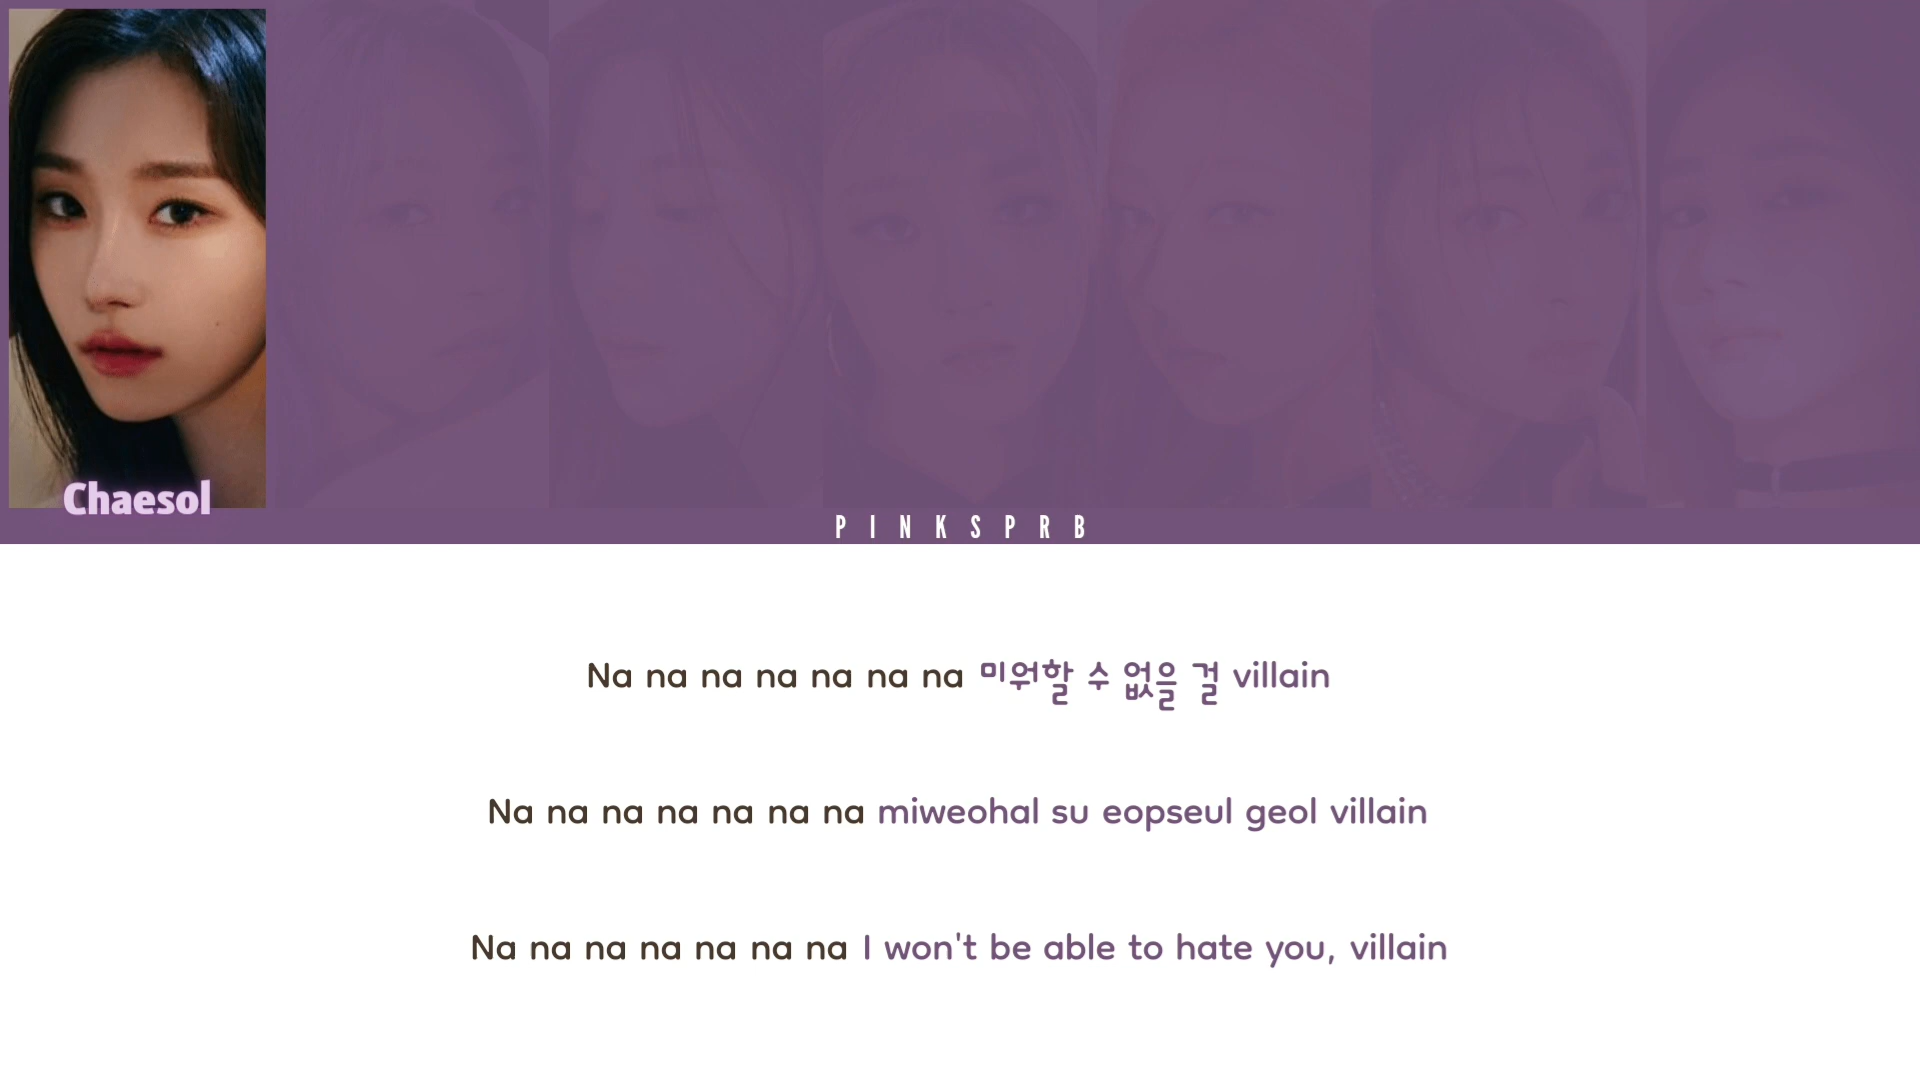 Chaesol
PINKSPRB
Na na na na na na na 미워할 수 없을 걸 villain
Na na na na na na na miweohal su eopseul geol villain
Na na na na na na na I won't be able to hate you, villain